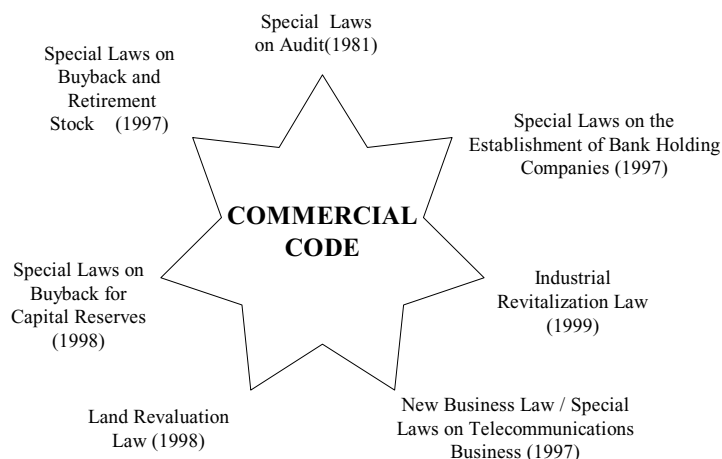 Special Laws
on Audit(1981)
Special Laws on
Buyback and
Retirement
Stock (1997)
Special Laws on the
Establishment of Bank Holding
Companies (1997)
COMMERCIAL
CODE
Special Laws on
Buyback for
Capital Reserves
(1998)
Industrial
Revitalization Law
(1999)
Land Revaluation
Law (1998)
New Business Law / Special
Laws on Telecommunications
Business (1997)